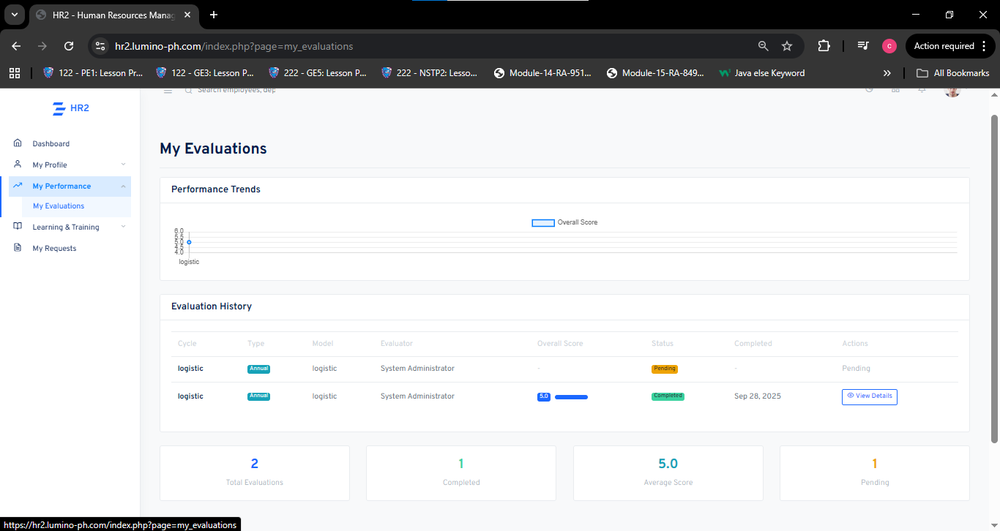 HR2 - Human Resources Manag
hr2.lumino-ph.com/index.php?page=my_evaluations
C
Action required
122 - PE1: Lesson Pr...
122 - GE3: Lesson P...
222 - GE5: Lesson P...
222 - NSTP2: Lesso...
Module-14-RA-951...
Module-15-RA-849...
Java else Keyword
All Bookmarks
HR2
Search employees, dep
Dashboard
My Profile
My Performance
My Evaluations
Learning & Training
My Requests
My Evaluations
Performance Trends
Overall Score
6.0
5.5
5.0
4.5
4.0
logistic
Evaluation History
Cycle Type Model Evaluator Overall Score Status Completed Actions
logistic Annual logistic System Administrator - Pending - Pending
logistic Annual logistic System Administrator 5.0 Completed Sep 28, 2025 View Details
2
Total Evaluations
1
Completed
5.0
Average Score
1
Pending
https://hr2.lumino-ph.com/index.php?page=my_evaluations